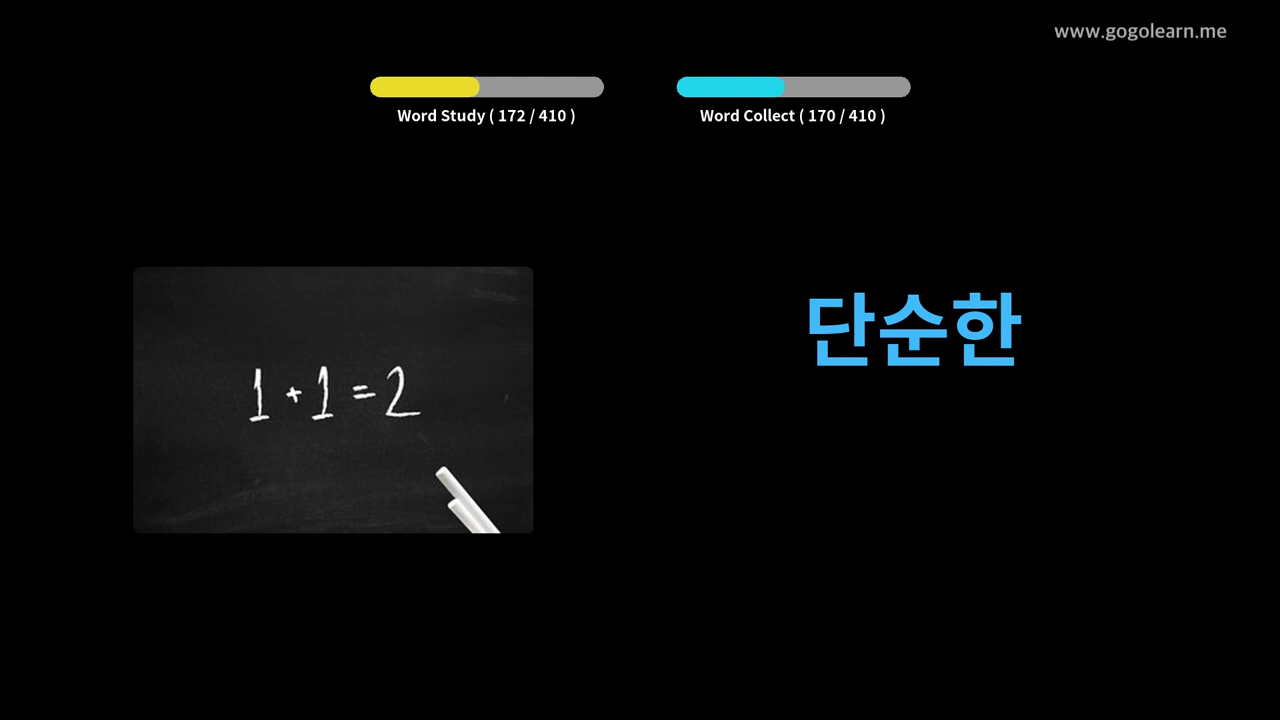 www.gogolearn.me
Word Study ( 172 / 410 )
Word Collect ( 170 / 410 )
1 + 1 = 2
단순한